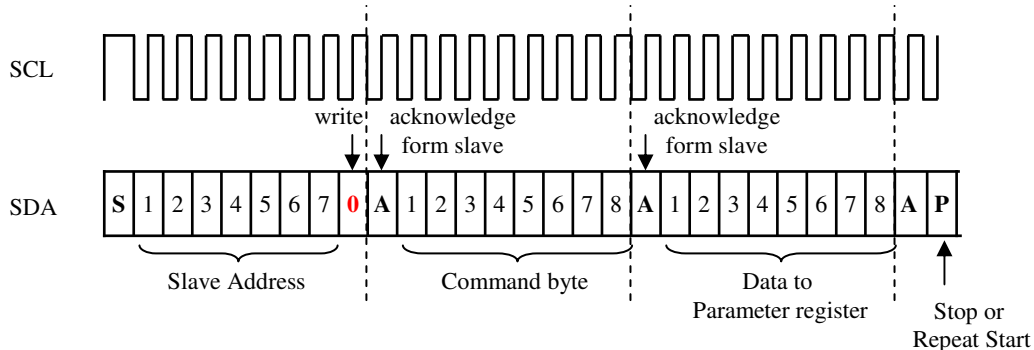 SCL
write
acknowledge
form slave
acknowledge
form slave
SDA
S 1 2 3 4 5 6 7 0 A 1 2 3 4 5 6 7 8 A 1 2 3 4 5 6 7 8 A P
Slave Address
Command byte
Data to
Parameter register
Stop or
Repeat Start